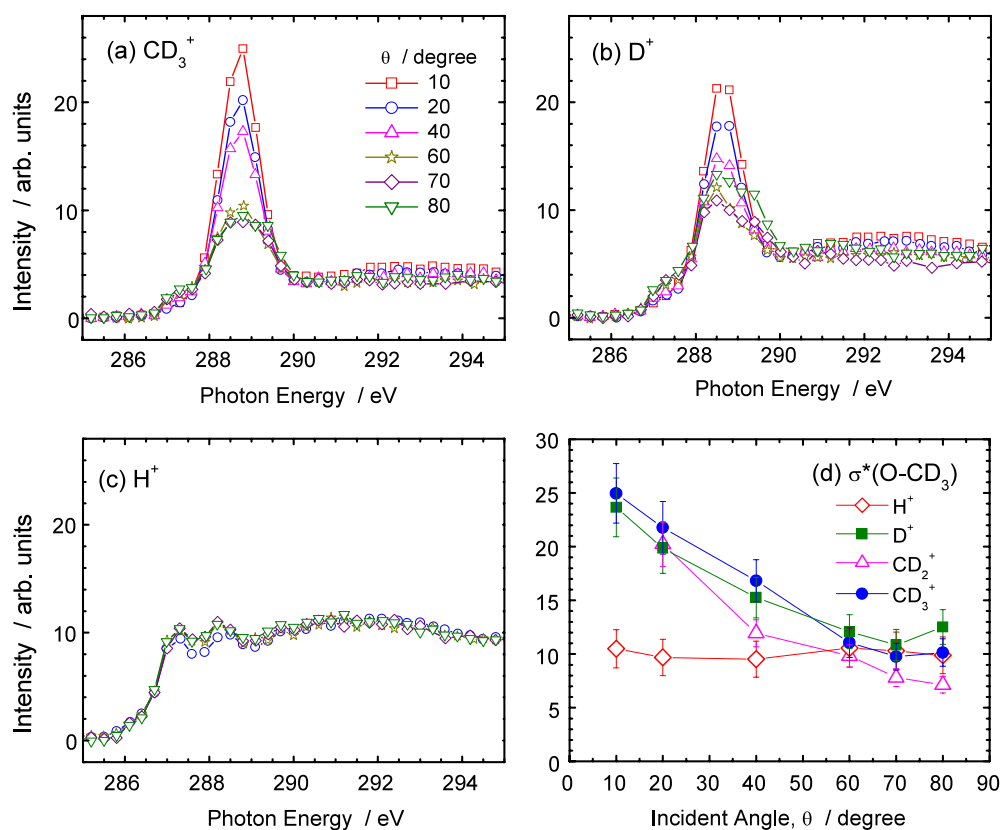 (a) CD₃⁺
θ / degree
10
20
40
60
70
80
Intensity / arb. units
20
10
0
286 288 290 292 294
Photon Energy / eV
(b) D⁺
Intensity / arb. units
20
10
0
286 288 290 292 294
Photon Energy / eV
(c) H⁺
Intensity / arb. units
20
10
0
286 288 290 292 294
Photon Energy / eV
(d) σ*(O-CD₃)
H⁺
D⁺
CD₂⁺
CD₃⁺
30
25
20
15
10
5
0
0 10 20 30 40 50 60 70 80 90
Incident Angle, θ / degree